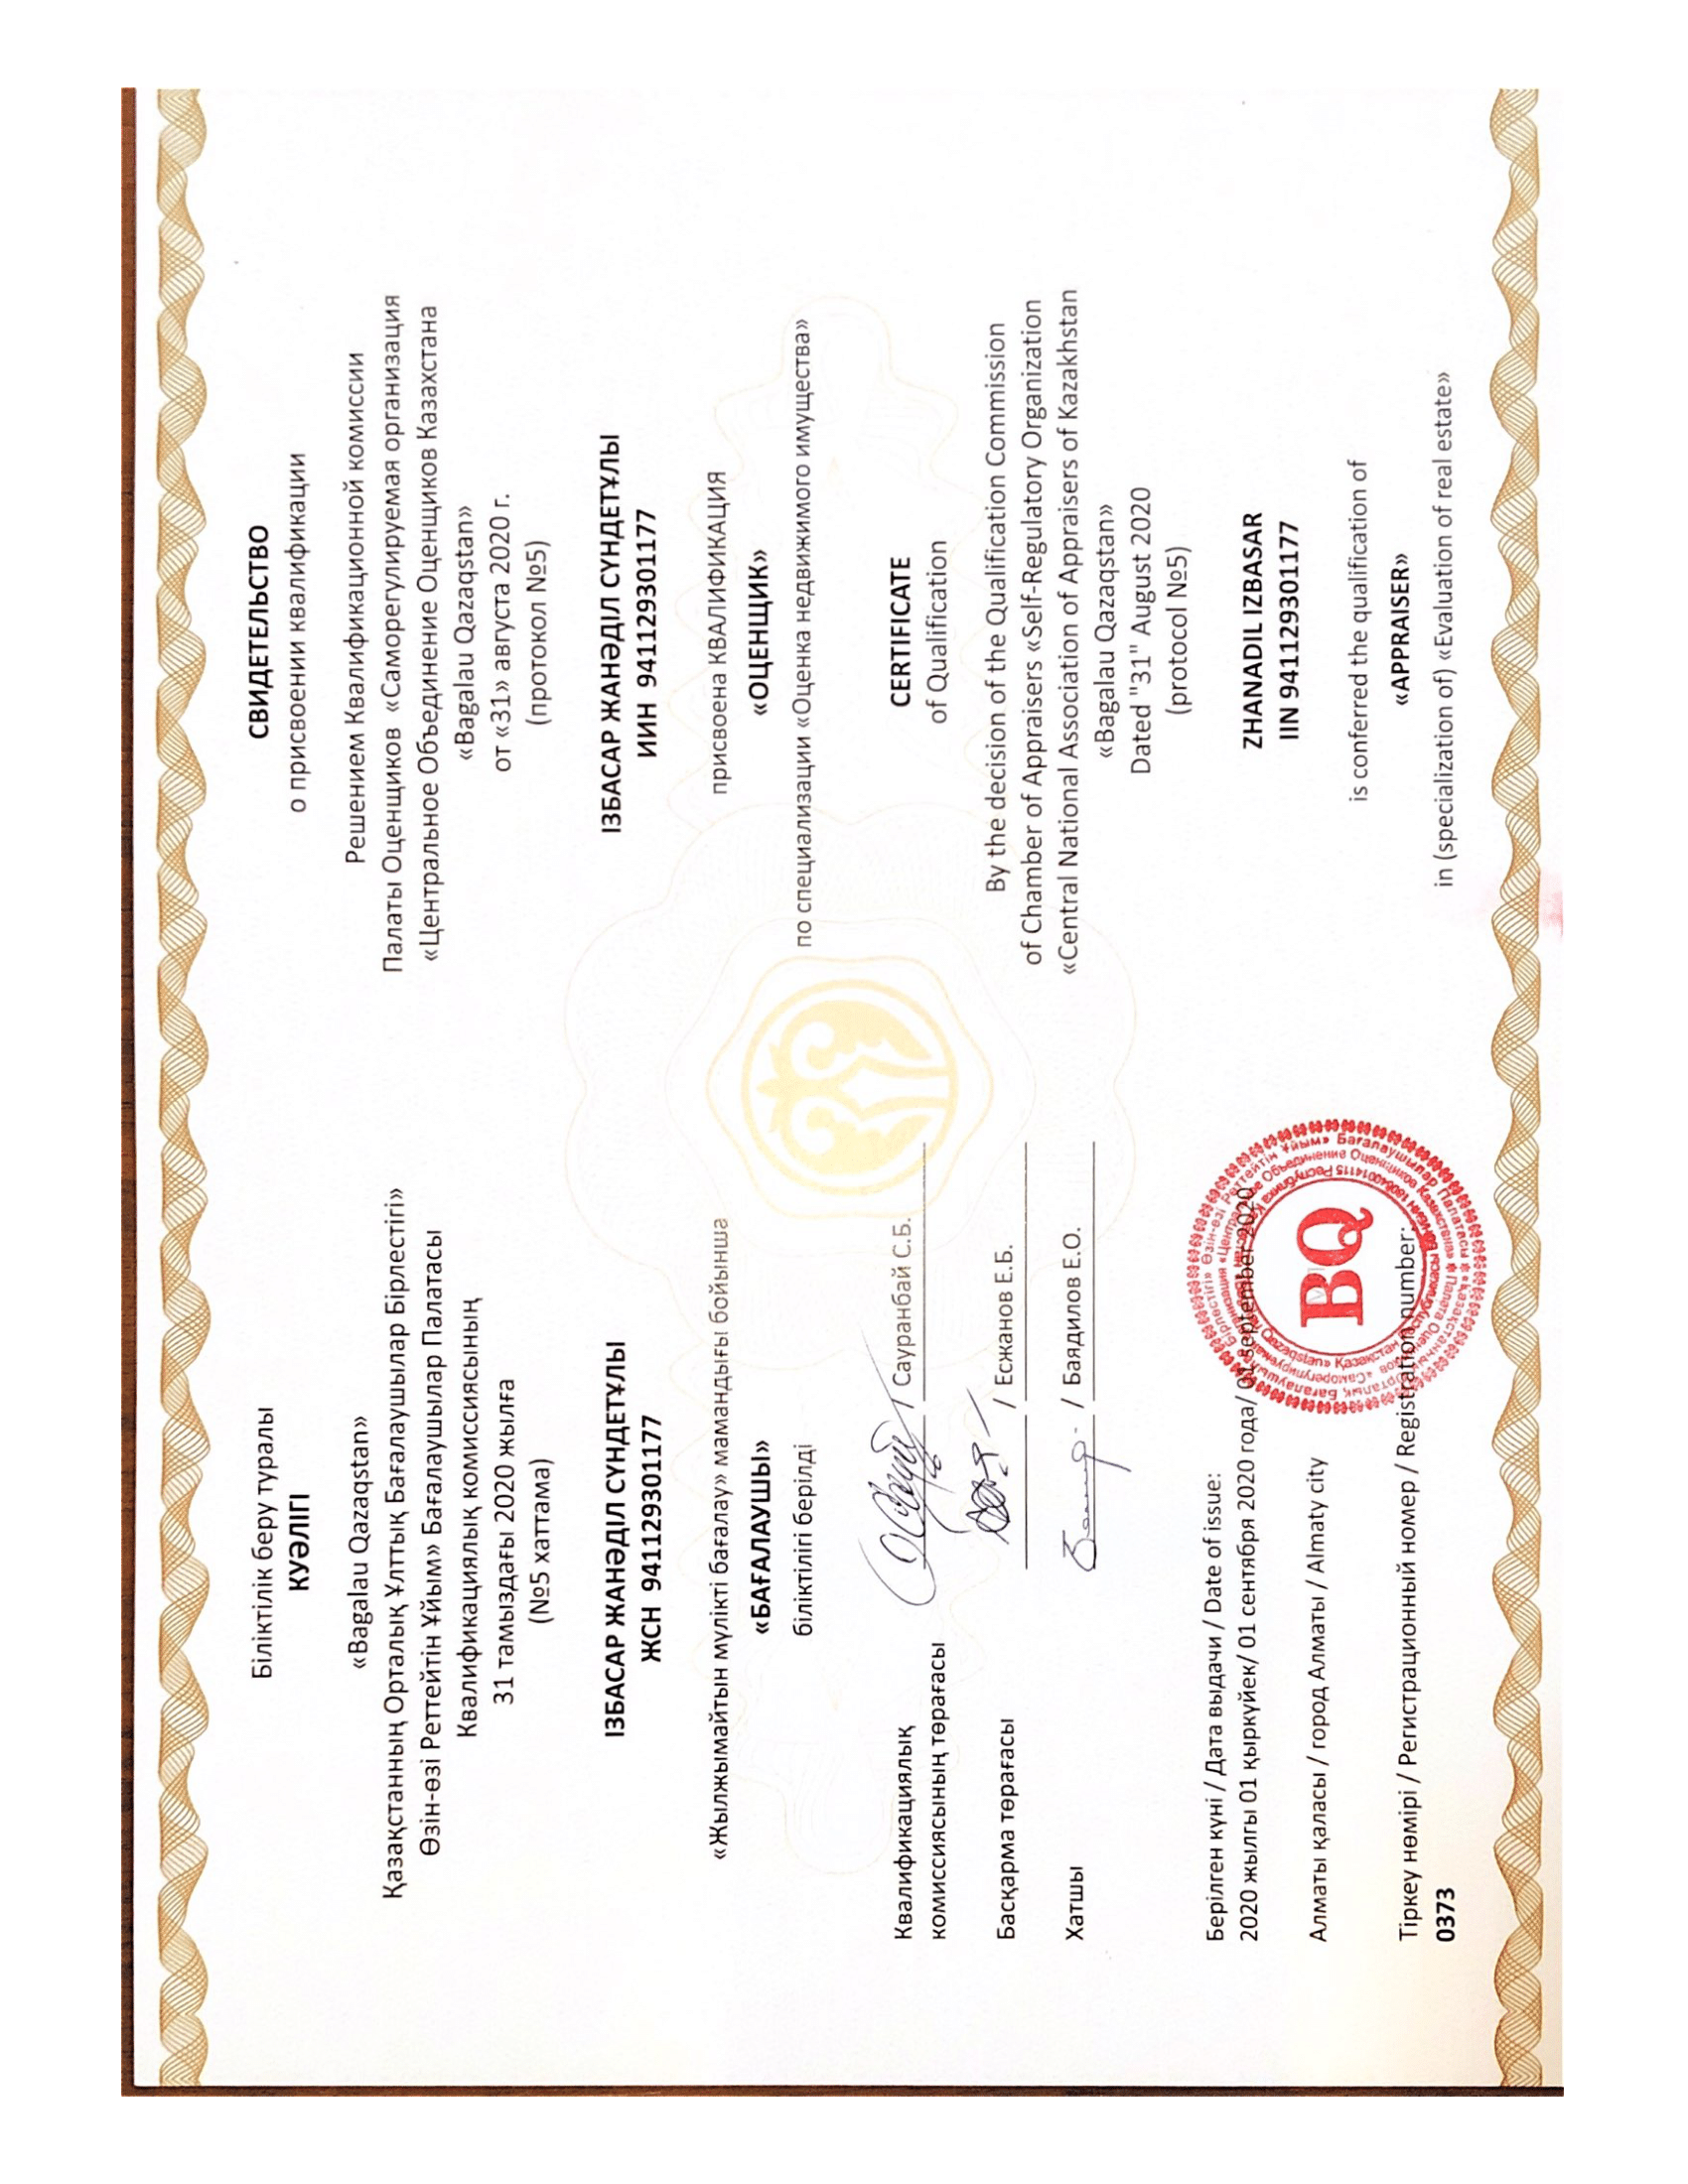 Біліктілік беру туралы
КУӘЛІГІ
«Bagalau Qazaqstan»
Қазақстанның Орталық Ұлттық Бағалаушылар Бірлестігі»
Өзін-өзі Реттейтін Ұйым» Бағалаушылар Палатасы
Квалификациялық комиссиясының
31 тамыздағы 2020 жылға
(№5 хаттама)
ІЗБАСАР ЖАНӘДІЛ СҮНДЕТҰЛЫ
ЖСН 941129301177
«Жылжымайтын мүлікті бағалау» мамандығы бойынша
«БАҒАЛАУШЫ»
біліктілігі берілді
Квалификациялық
комиссиясының төрағасы / Сауранбай С.Б.
Басқарма төрағасы / Есжанов Е.Б.
Хатшы / Баядилов Е.О.
Берілген күні / Дата выдачи / Date of issue:
2020 жылғы 01 қыркүйек/ 01 сентября 2020 года/ 01 september 2020
Алматы қаласы / город Алматы / Almaty city
Тіркеу нөмірі / Регистрационный номер / Registration number:
0373
BQ
СВИДЕТЕЛЬСТВО
о присвоении квалификации
Решением Квалификационной комиссии
Палаты Оценщиков «Саморегулируемая организация
«Центральное Объединение Оценщиков Казахстана
«Bagalau Qazaqstan»
от «31» августа 2020 г.
(протокол №5)
ІЗБАСАР ЖАНӘДІЛ СҮНДЕТҰЛЫ
ИИН 941129301177
присвоена КВАЛИФИКАЦИЯ
«ОЦЕНЩИК»
по специализации «Оценка недвижимого имущества»
CERTIFICATE
of Qualification
By the decision of the Qualification Commission
of Chamber of Appraisers «Self-Regulatory Organization
«Central National Association of Appraisers of Kazakhstan
«Bagalau Qazaqstan»
Dated "31" August 2020
(protocol №5)
ZHANADIL IZBASAR
IIN 941129301177
is conferred the qualification of
«APPRAISER»
in (specialization of) «Evaluation of real estate»